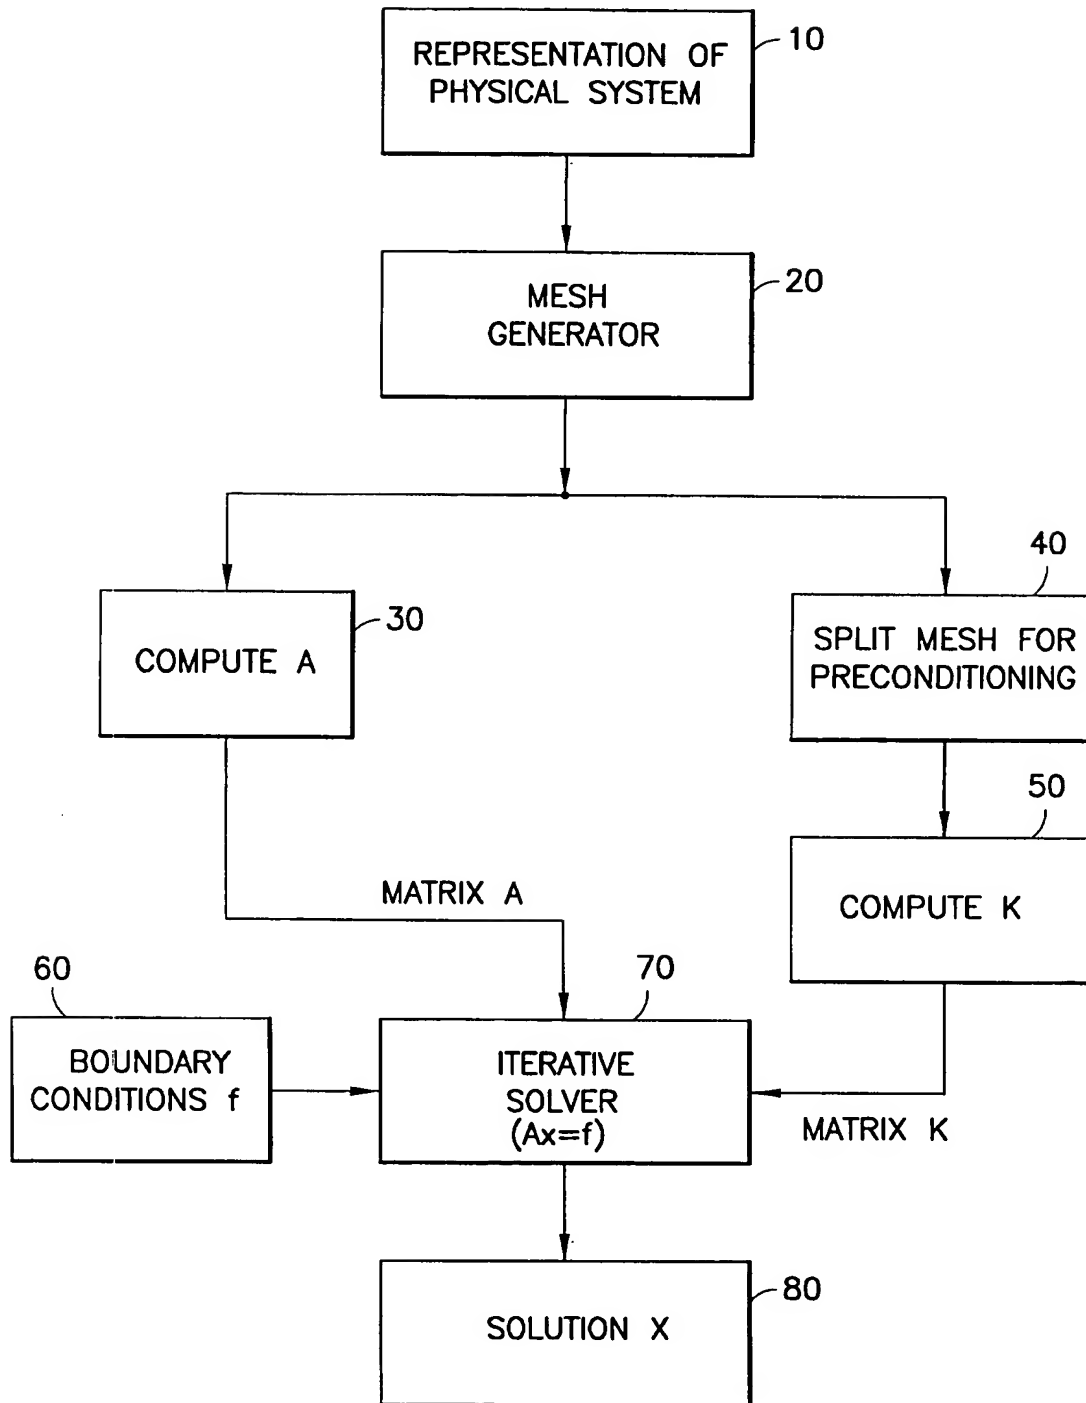 REPRESENTATION OF
PHYSICAL SYSTEM
10
MESH
GENERATOR
20
COMPUTE A
30
40
SPLIT MESH FOR
PRECONDITIONING
50
COMPUTE K
MATRIX A
60
BOUNDARY
CONDITIONS f
70
ITERATIVE
SOLVER
(Ax=f)
MATRIX K
SOLUTION X
80